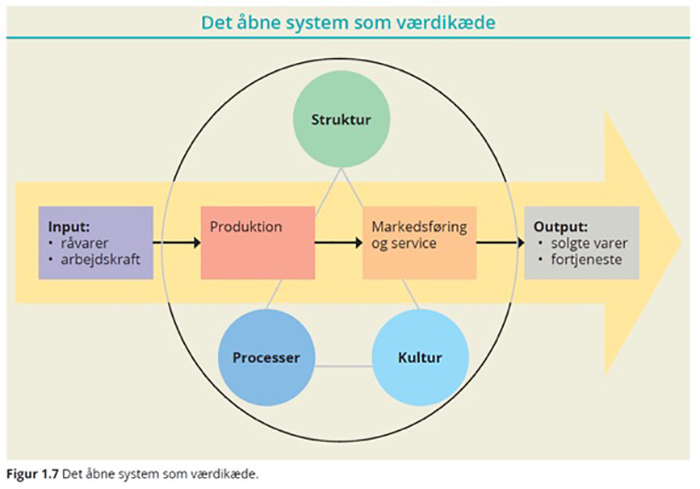 Det åbne system som værdikæde
Struktur
Input:
• råvarer
• arbejdskraft
Produktion
Markedsføring
og service
Output:
• solgte varer
• fortjeneste
Processer
Kultur
Figur 1.7 Det åbne system som værdikæde.